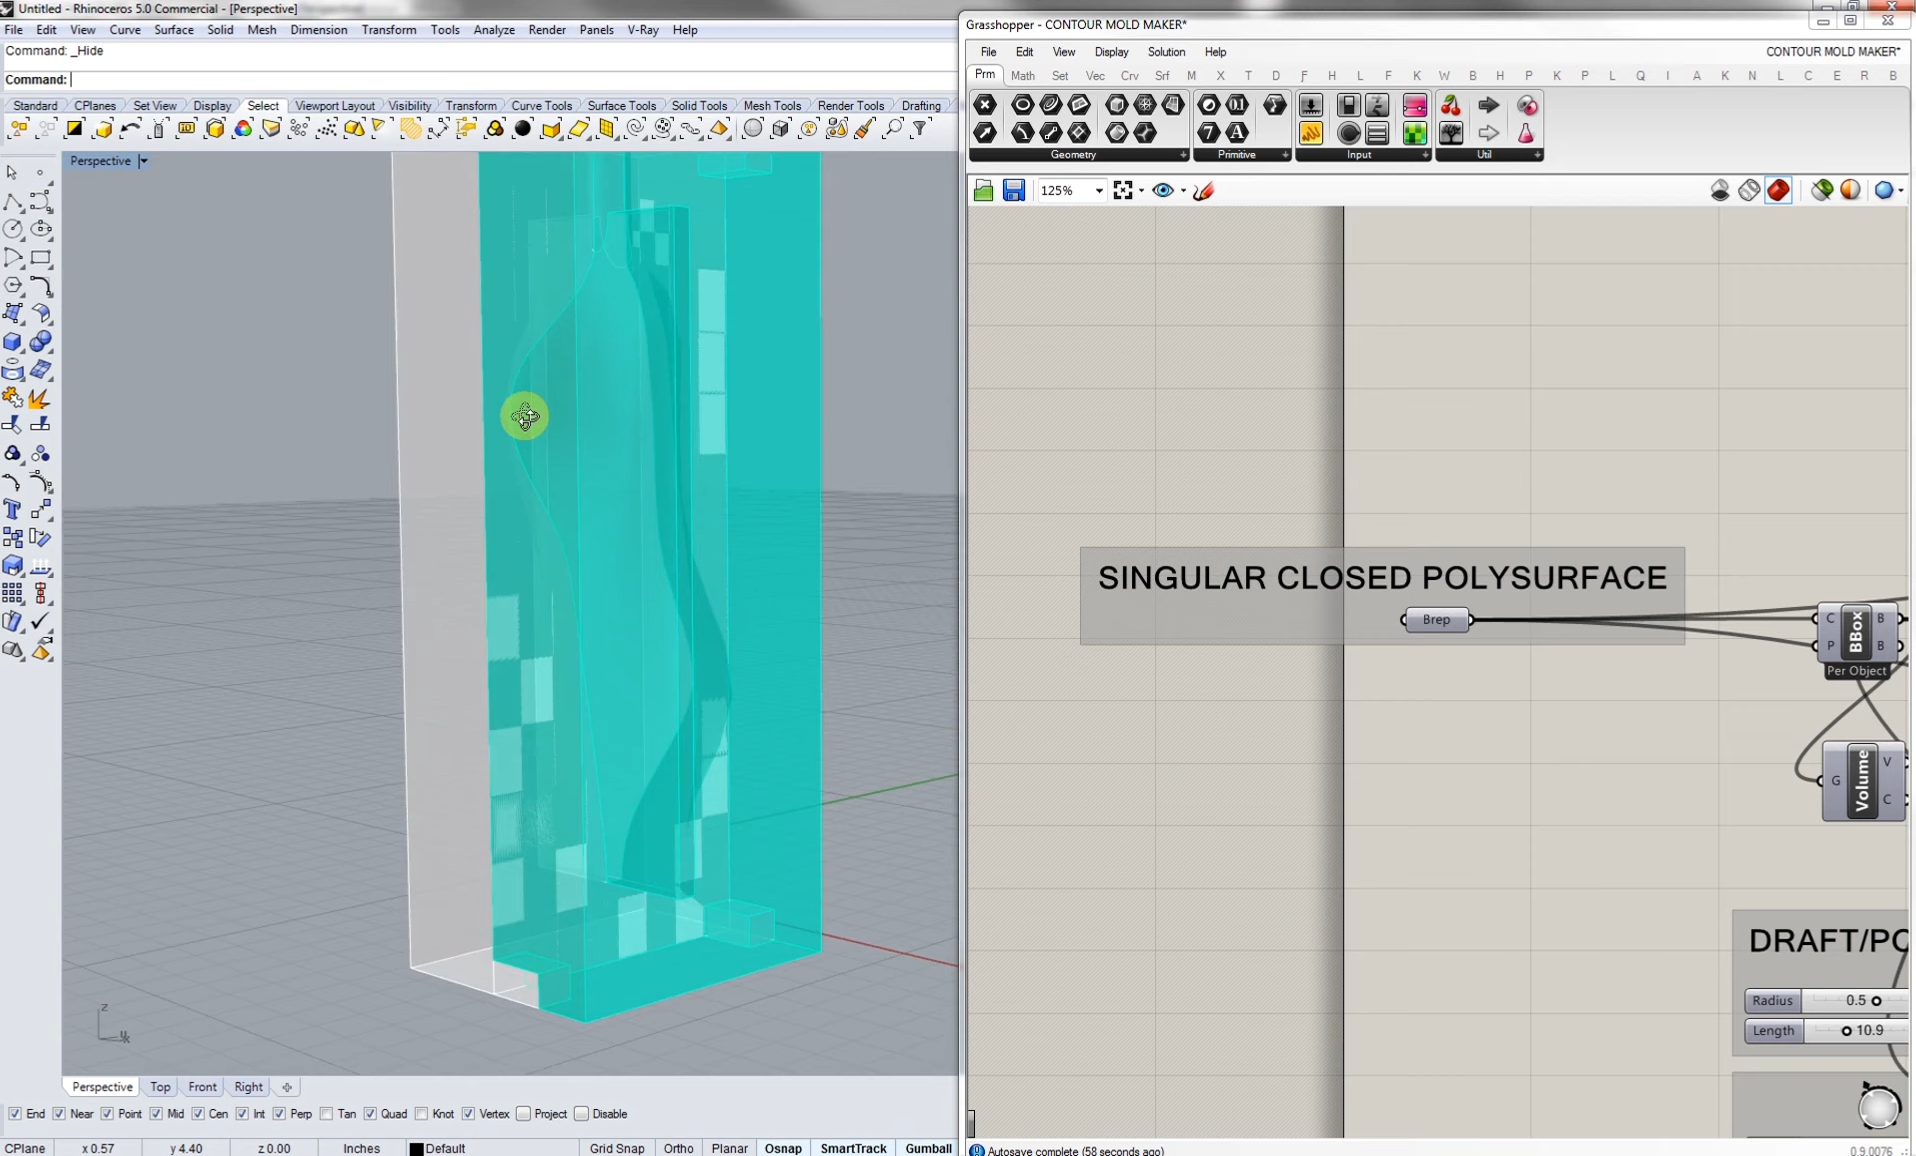 Untitled - Rhinoceros 5.0 Commercial - [Perspective]
File Edit View Curve Surface Solid Mesh Dimension Transform Tools Analyze Render Panels V-Ray Help
Command: _Hide
Command:
Standard CPlanes Set View Display Select Viewport Layout Visibility Transform Curve Tools Surface Tools Solid Tools Mesh Tools Render Tools Drafting
Perspective
z
Perspective Top Front Right
End Near Point Mid Cen Int Perp Tan Quad Knot Vertex Project Disable
CPlane x 0.57 y 4.40 z 0.00 Inches Default Grid Snap Ortho Planar Osnap SmartTrack Gumball
Grasshopper - CONTOUR MOLD MAKER*
File Edit View Display Solution Help CONTOUR MOLD MAKER*
Prm Math Set Vec Crv Srf M X T D F H L F K W B H P K P L Q I A K C E R B
Geometry Primitive Input Util
125%
SINGULAR CLOSED POLYSURFACE
Brep
C BBox B
P B
Per Object
G Volume V
C
DRAFT/PO
Radius 0.5
Length 10.9
Autosave complete (58 seconds ago) 0.9.0076